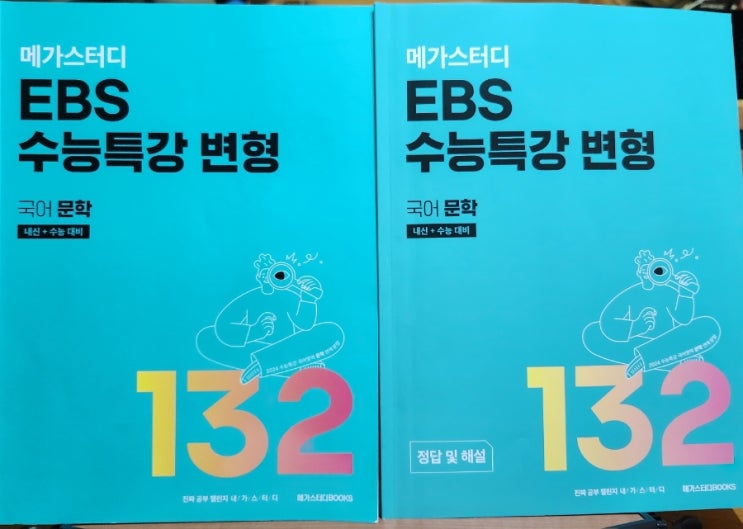 메가스터디
EBS
수능특강 변형
국어 문학
내신 + 수능 대비
132
진짜 공부 챌린지 내/가/스/터/디
메가스터디BOOKS
메가스터디
EBS
수능특강 변형
국어 문학
내신 + 수능 대비
132
정답 및 해설
진짜 공부 챌린지 내/가/스/터/디
메가스터디BOOKS